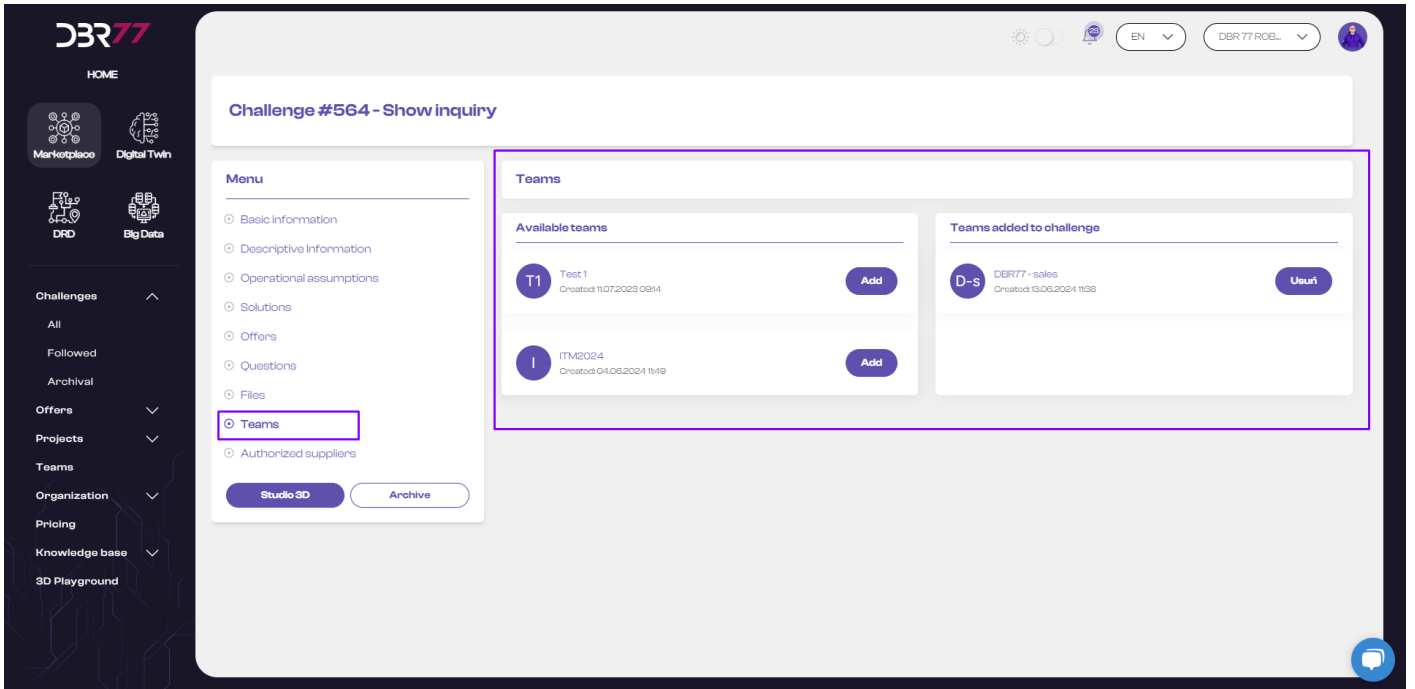 DBR77
HOME
Marketplace
Digital Twin
DRD
Big Data
Challenges
All
Followed
Archival
Offers
Projects
Teams
Organization
Pricing
Knowledge base
3D Playground
23
EN
DBR 77 ROB...
Challenge #564 - Show inquiry
Menu
Basic information
Descriptive Information
Operational assumptions
Solutions
Offers
Questions
Files
Teams
Authorized suppliers
Studio 3D
Archive
Teams
Available teams
T1
Test 1
Created: 11.07.2023 09:14
Add
I
ITM2024
Created: 04.06.2024 11:49
Add
Teams added to challenge
D-s
DBR77 - sales
Created: 13.06.2024 11:38
Usuń